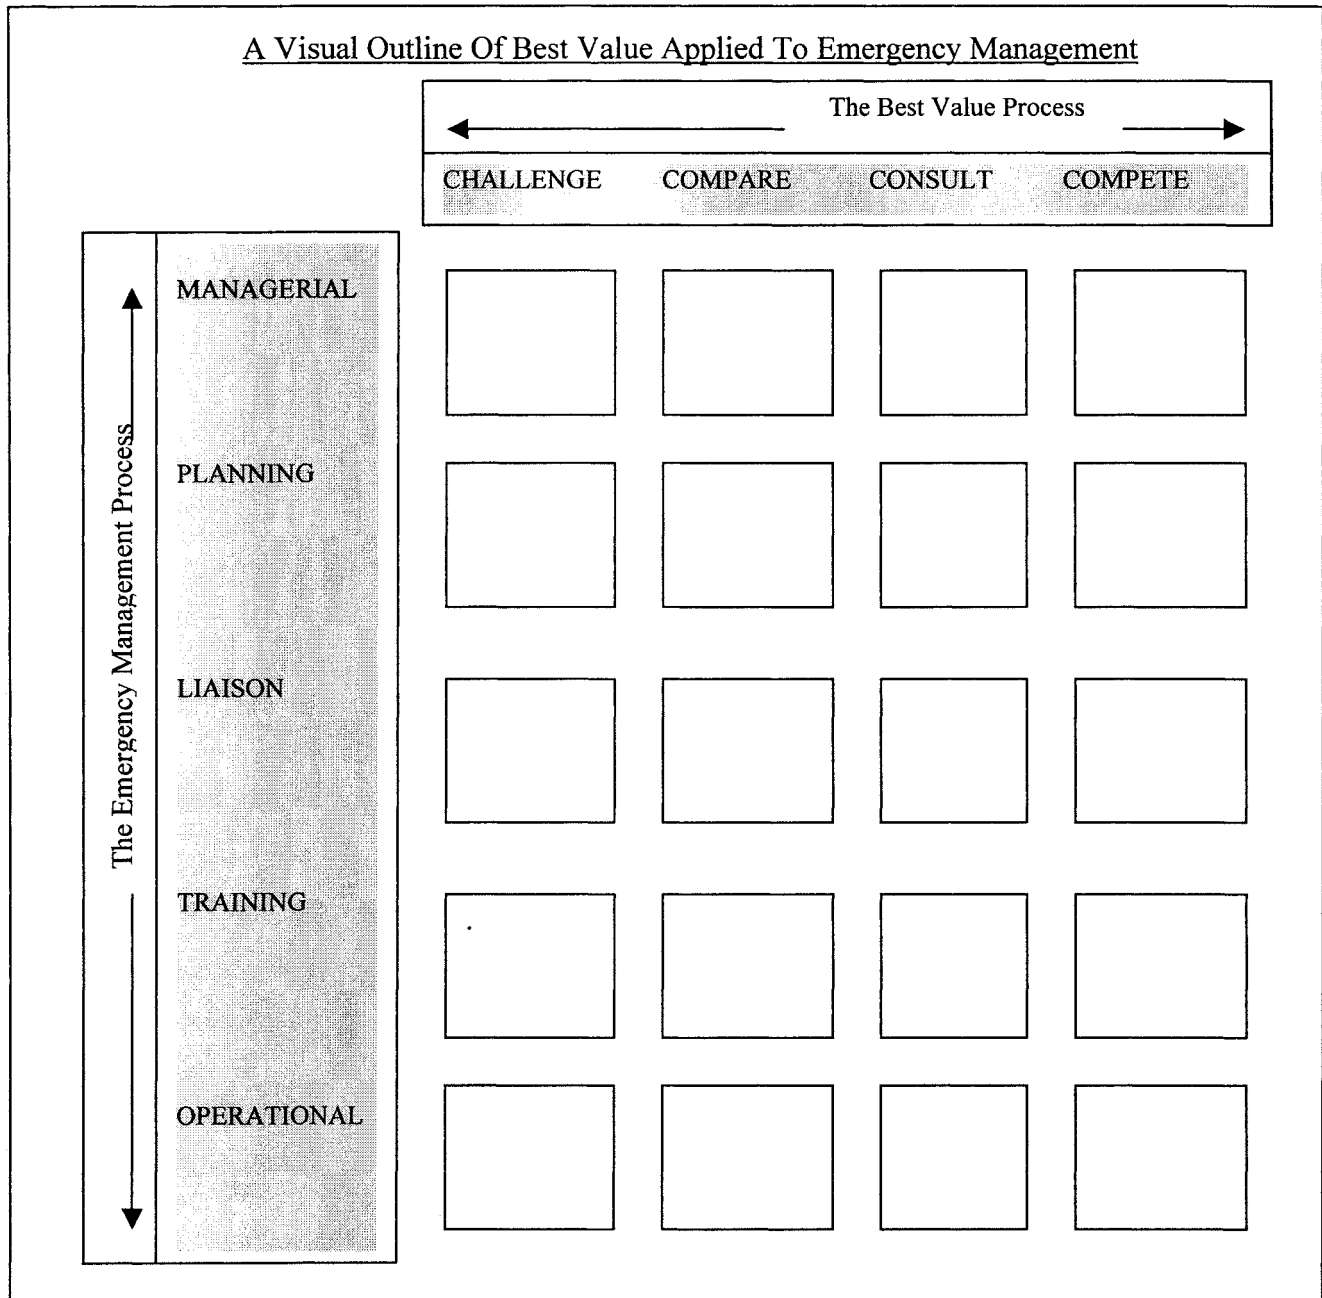 A Visual Outline Of Best Value Applied To Emergency Management
The Best Value Process
CHALLENGE COMPARE CONSULT COMPETE
The Emergency Management Process
MANAGERIAL
PLANNING
LIAISON
TRAINING
OPERATIONAL